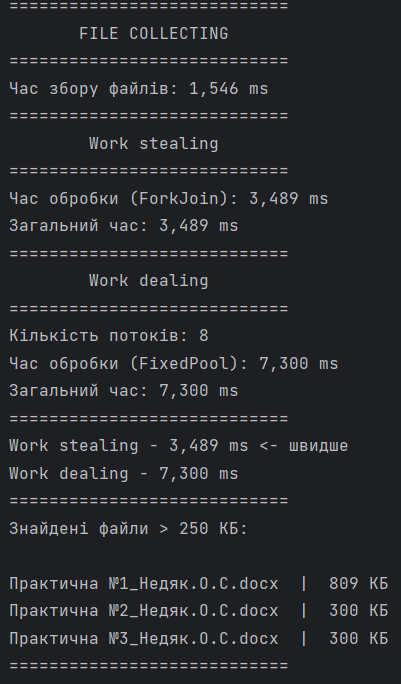 ============================
FILE COLLECTING
============================
Час збору файлів: 1,546 ms
============================
Work stealing
============================
Час обробки (ForkJoin): 3,489 ms
Загальний час: 3,489 ms
============================
Work dealing
============================
Кількість потоків: 8
Час обробки (FixedPool): 7,300 ms
Загальний час: 7,300 ms
============================
Work stealing - 3,489 ms <- швидше
Work dealing - 7,300 ms
============================
Знайдені файли > 250 КБ:
Практична №1_Недяк.О.С.docx | 809 КБ
Практична №2_Недяк.О.С.docx | 300 КБ
Практична №3_Недяк.О.С.docx | 300 КБ
============================